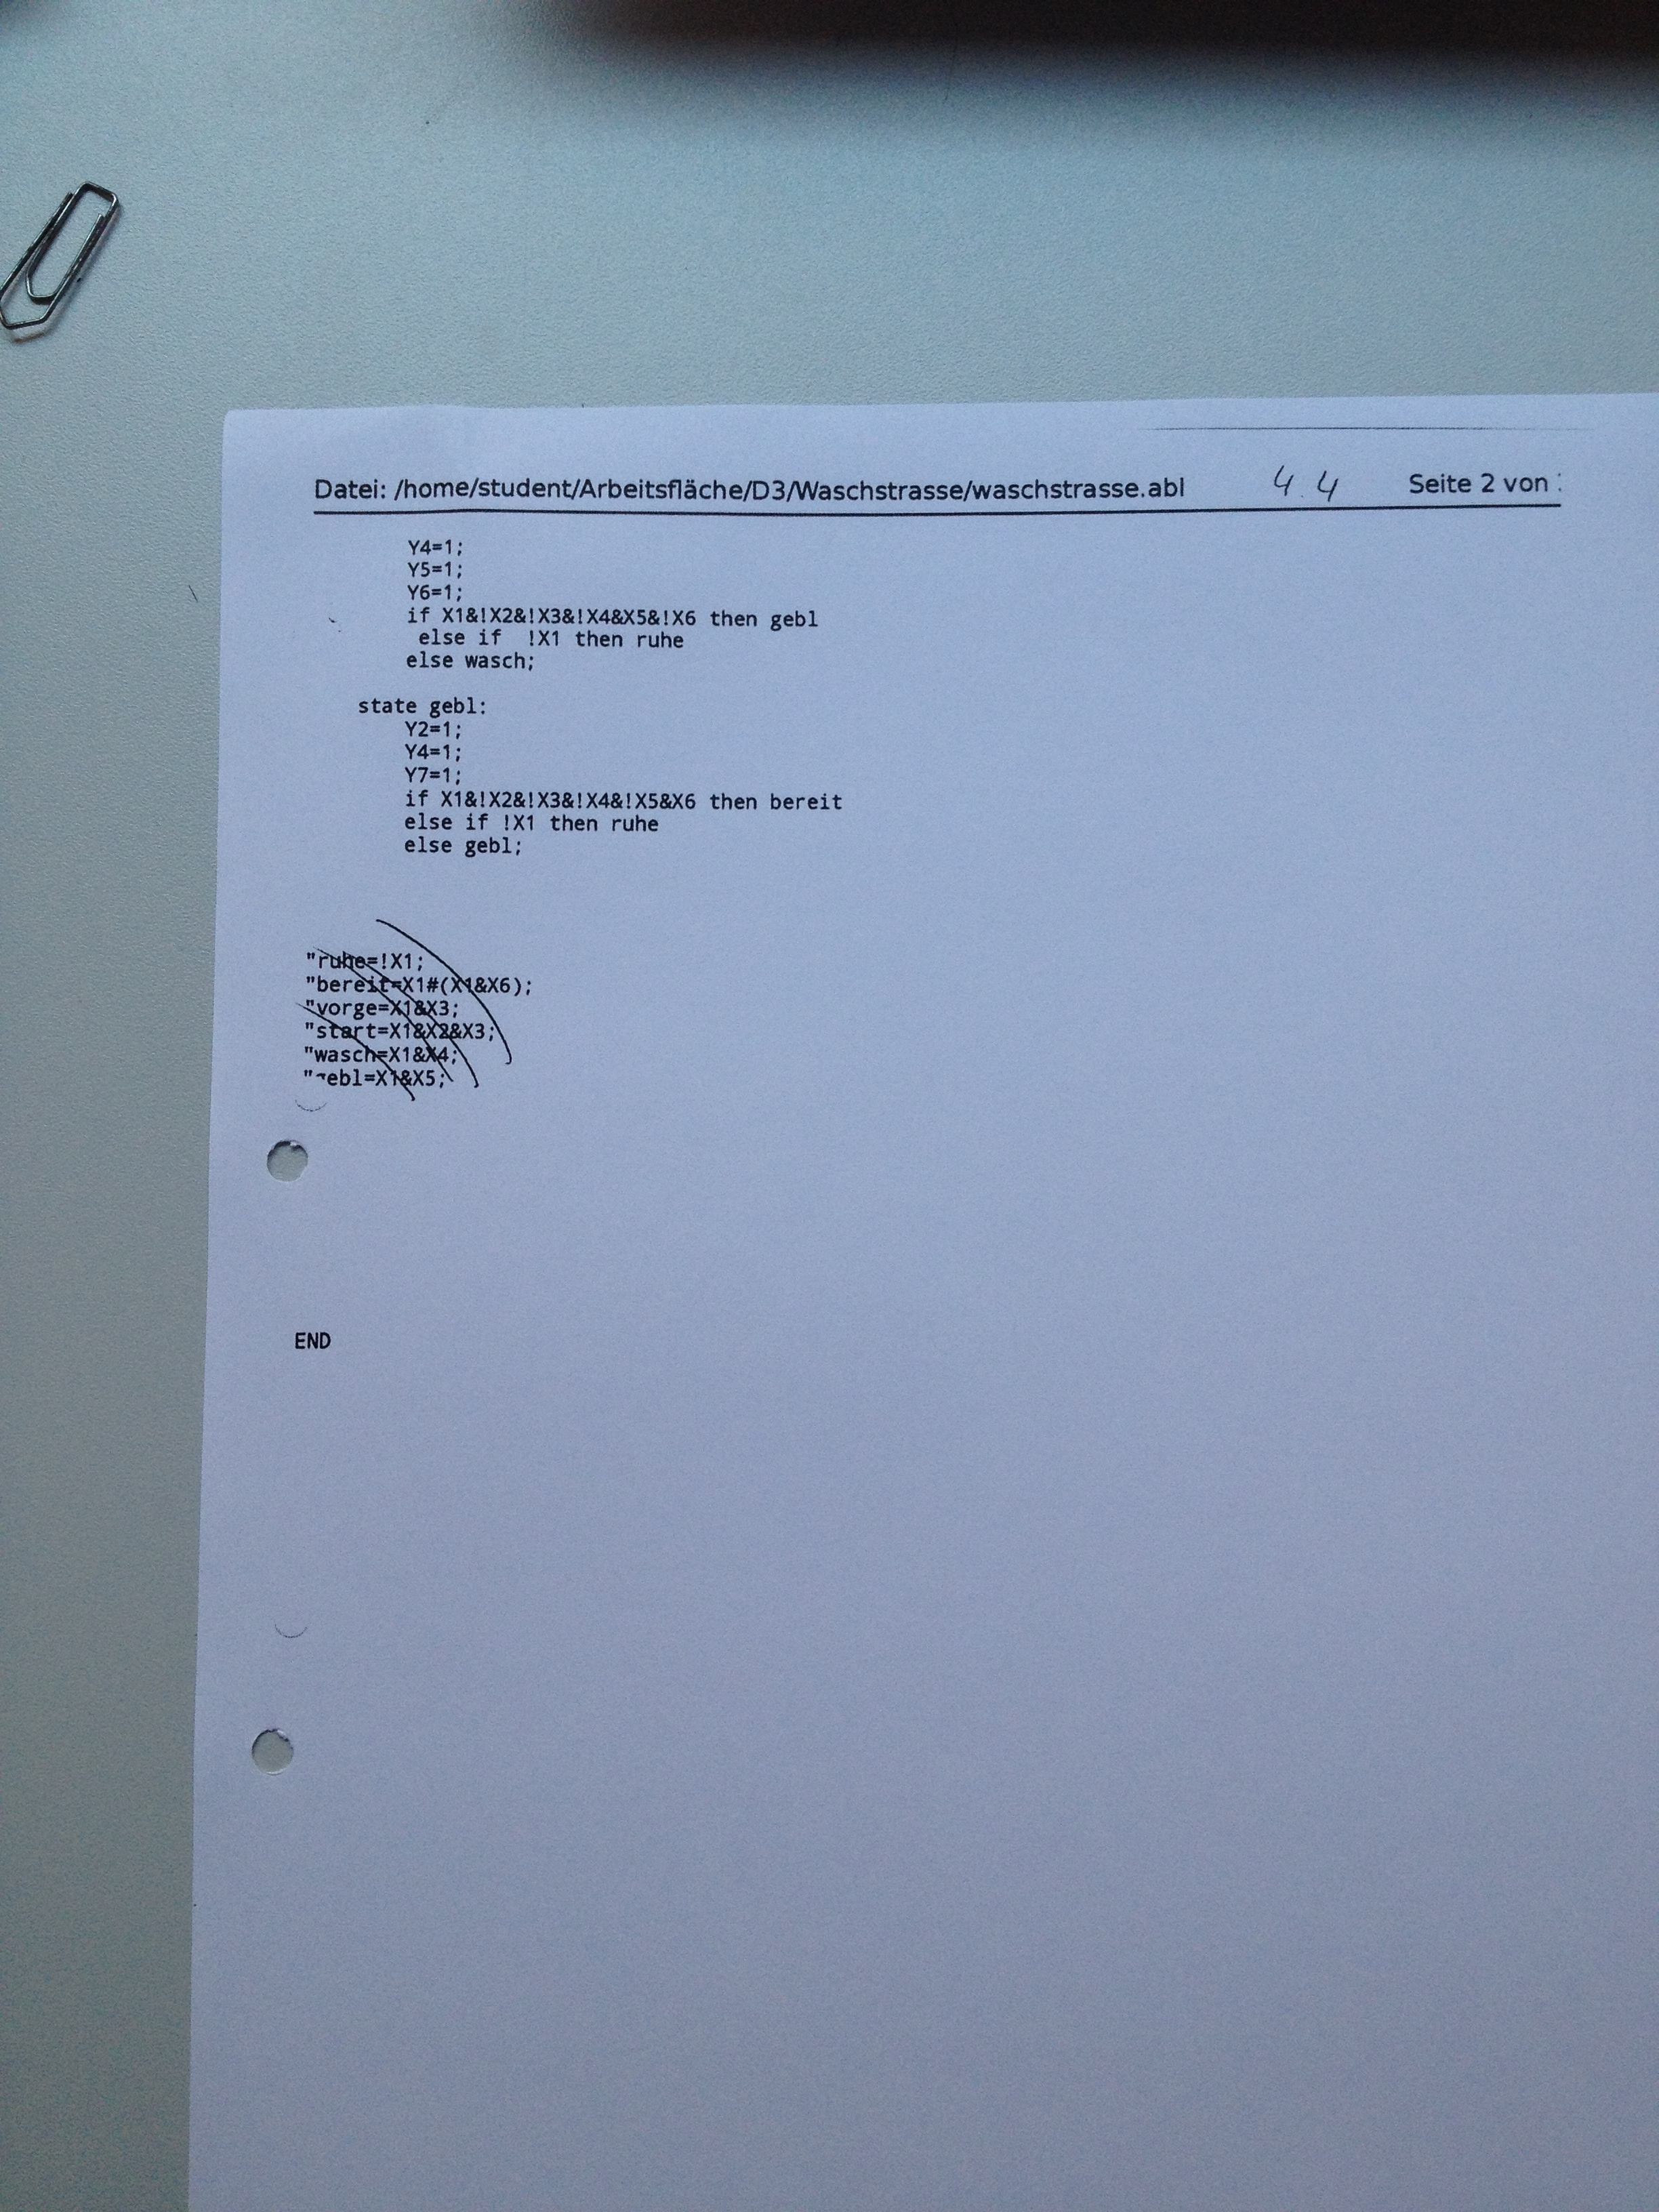 Datei: /home/student/Arbeitsfläche/D3/Waschstrasse/waschstrasse.abl 4.4 Seite 2 von
Y4=1;
Y5=1;
Y6=1;
if X1&!X2&!X3&!X4&X5&!X6 then gebl
else if !X1 then ruhe
else wasch;
state gebl:
Y2=1;
Y4=1;
Y7=1;
if X1&!X2&!X3&!X4&!X5&X6 then bereit
else if !X1 then ruhe
else gebl;
"ruhe=!X1;
"bereit=X1#(X1&X6);
"vorge=X1&X3;
"start=X1&X2&X3;
"wasch=X1&X4;
"gebl=X1&X5;
END